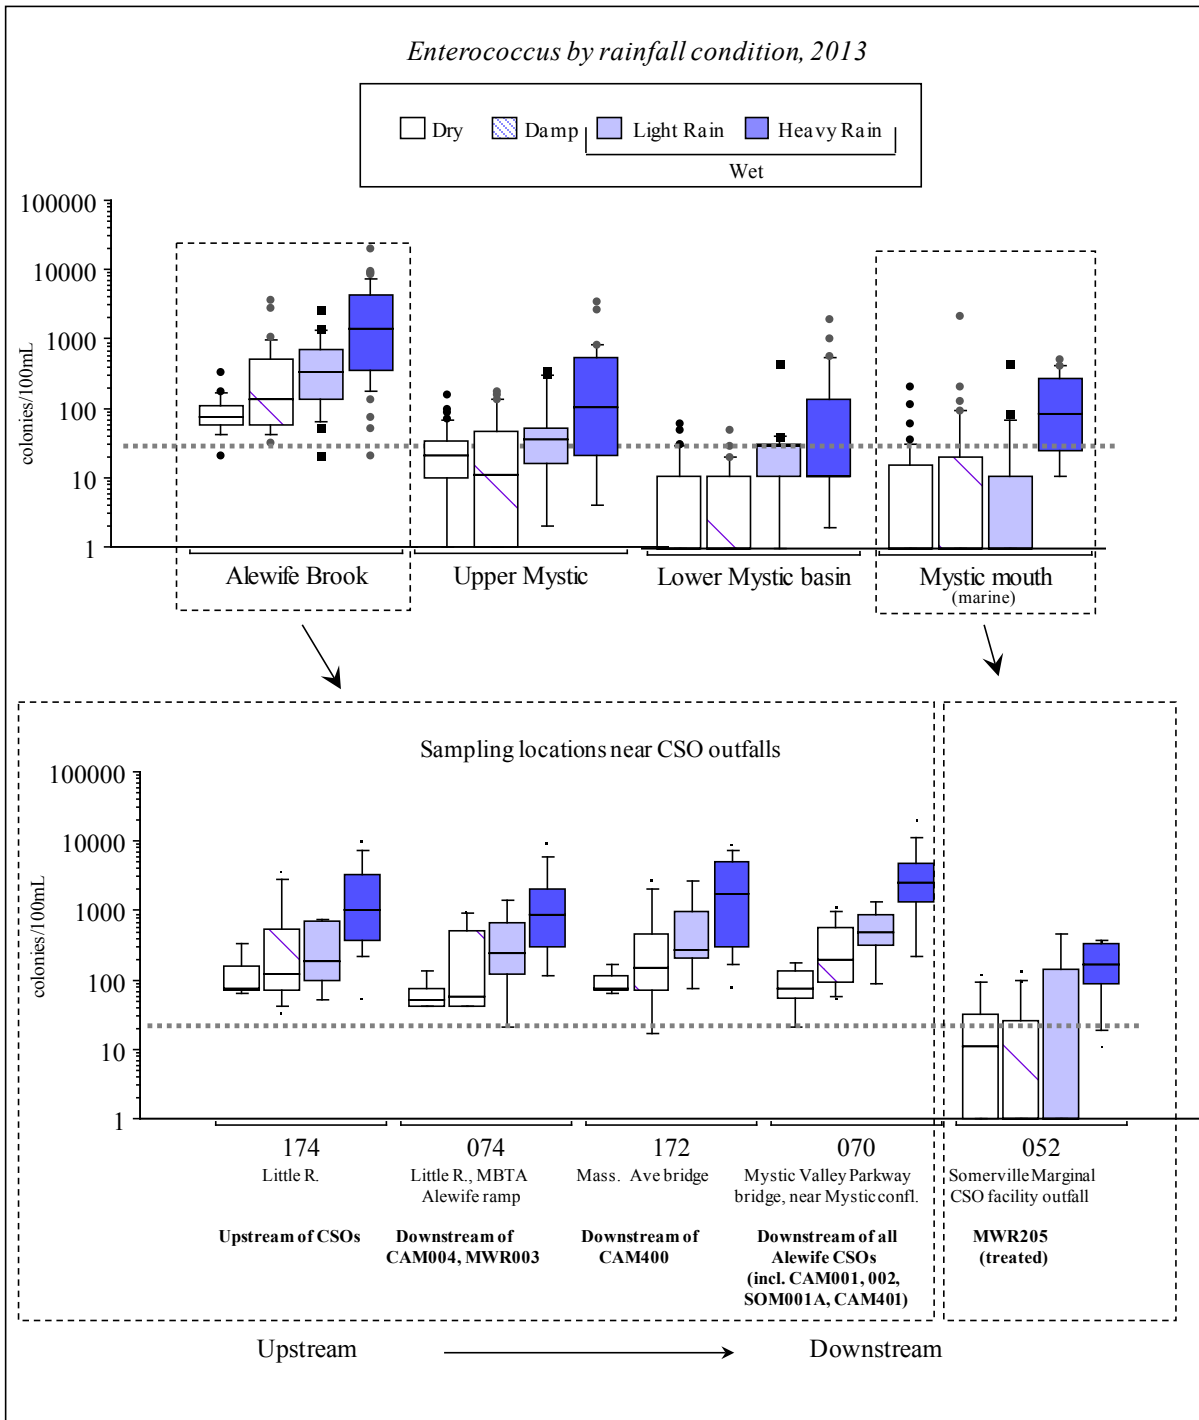 Enterococcus by rainfall condition, 2013
Dry Damp Light Rain Heavy Rain
Wet
100000
10000
1000
100
10
1
colonies/100mL
Alewife Brook Upper Mystic Lower Mystic basin Mystic mouth
(marine)
Sampling locations near CSO outfalls
100000
10000
1000
100
10
1
colonies/100mL
174 074 172 070 052
Little R. Little R., MBTA Mass. Ave bridge Mystic Valley Parkway Somerville Marginal
Alewife ramp bridge, near Mystic confl. CSO facility outfall
Upstream of CSOs Downstream of Downstream of Downstream of all MWR205
CAM004, MWR003 CAM400 Alewife CSOs (treated)
(incl. CAM001, 002,
SOM001A, CAM401)
Upstream Downstream